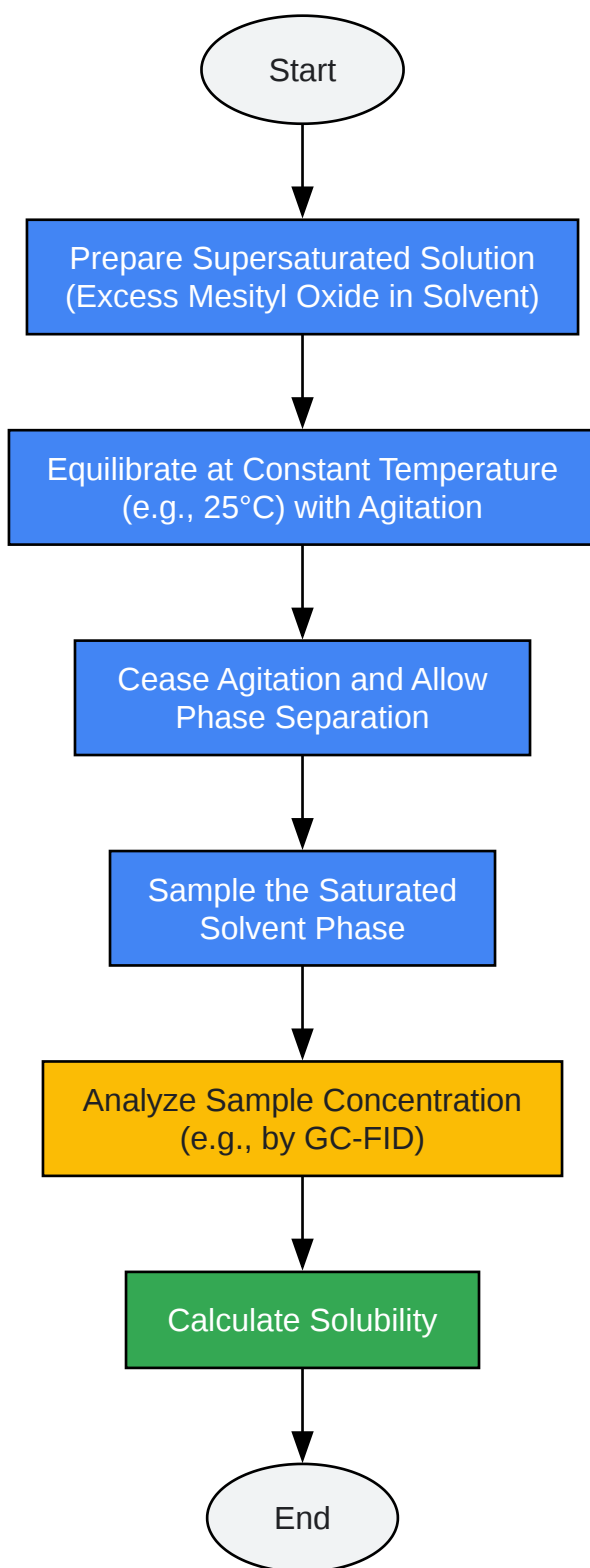 Start
Prepare Supersaturated Solution
(Excess Mesityl Oxide in Solvent)
Equilibrate at Constant Temperature
(e.g., 25°C) with Agitation
Cease Agitation and Allow
Phase Separation
Sample the Saturated
Solvent Phase
Analyze Sample Concentration
(e.g., by GC-FID)
Calculate Solubility
End